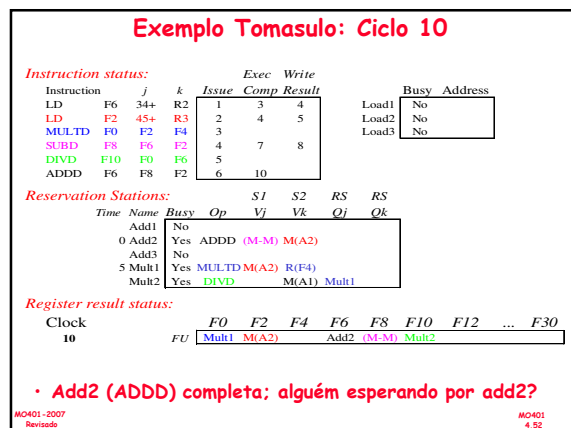 Exemplo Tomasulo: Ciclo 10
Instruction status: Exec Write
Instruction j k Issue Comp Result Busy Address
LD F6 34+ R2 1 3 4 Load1 No
LD F2 45+ R3 2 4 5 Load2 No
MULTD F0 F2 F4 3 Load3 No
SUBD F8 F6 F2 4 7 8
DIVD F10 F0 F6 5
ADDD F6 F8 F2 6 10
Reservation Stations: S1 S2 RS RS
Time Name Busy Op Vj Vk Qj Qk
Add1 No
0 Add2 Yes ADDD (M-M) M(A2)
Add3 No
5 Mult1 Yes MULTD M(A2) R(F4)
Mult2 Yes DIVD M(A1) Mult1
Register result status:
Clock F0 F2 F4 F6 F8 F10 F12 ... F30
10 FU Mult1 M(A2) Add2 (M-M) Mult2
• Add2 (ADDD) completa; alguém esperando por add2?
MO401-2007 MO401
Revisado 4.52